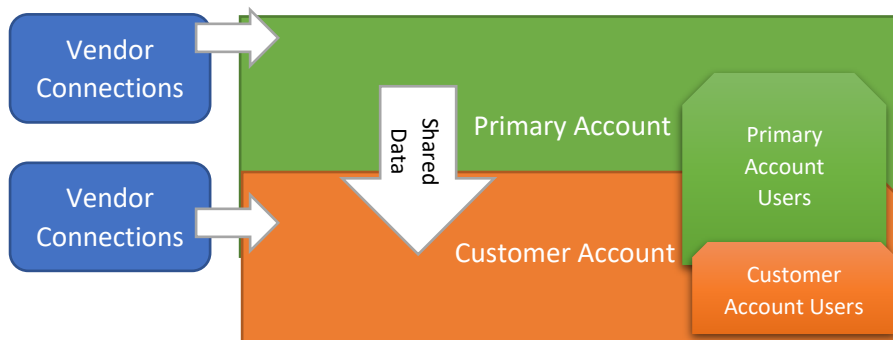 Vendor
Connections
Shared
Data
Primary Account
Primary
Account
Users
Vendor
Connections
Customer Account
Customer
Account Users